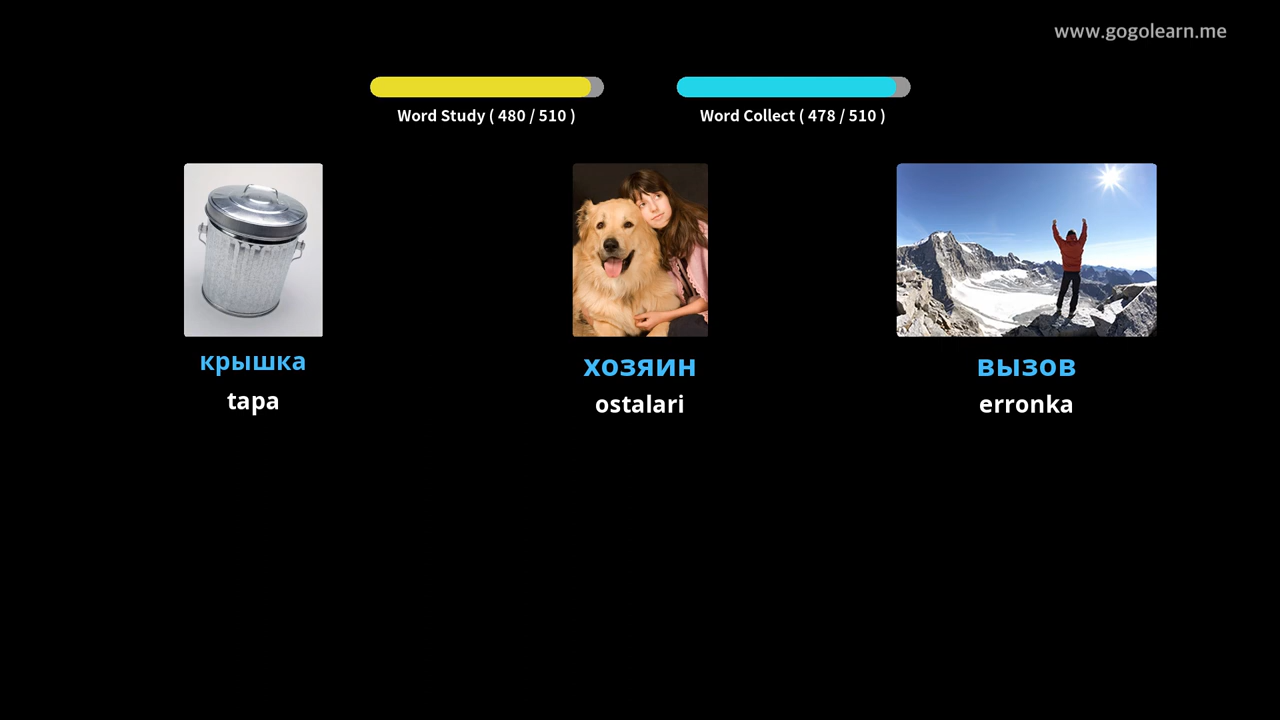 www.gogolearn.me
Word Study ( 480 / 510 )
Word Collect ( 478 / 510 )
крышка
tapa
хозяин
ostalari
вызов
erronka